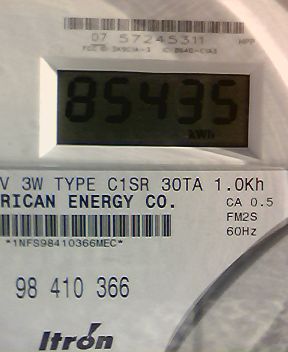 07 57245311
85435
kWh
V 3W TYPE C1SR 30TA 1.0Kh
RICAN ENERGY CO.
CA 0.5
FM2S
*1NFS98410366MEC*
60Hz
98 410 366
Itrón